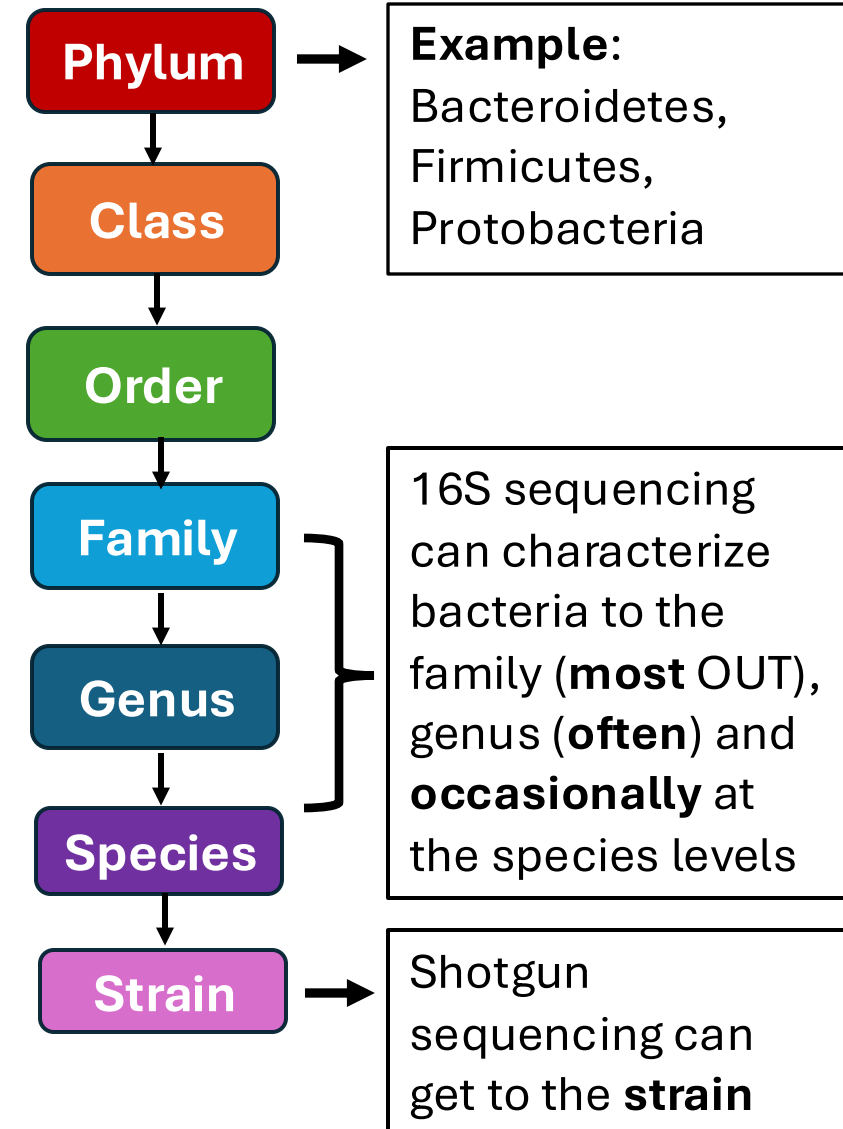 Phylum
Example:
Bacteroidetes,
Firmicutes,
Protobacteria
Class
Order
Family
16S sequencing
can characterize
bacteria to the
family (most OUT),
genus (often) and
occasionally at
the species levels
Genus
Species
Strain
Shotgun
sequencing can
get to the strain